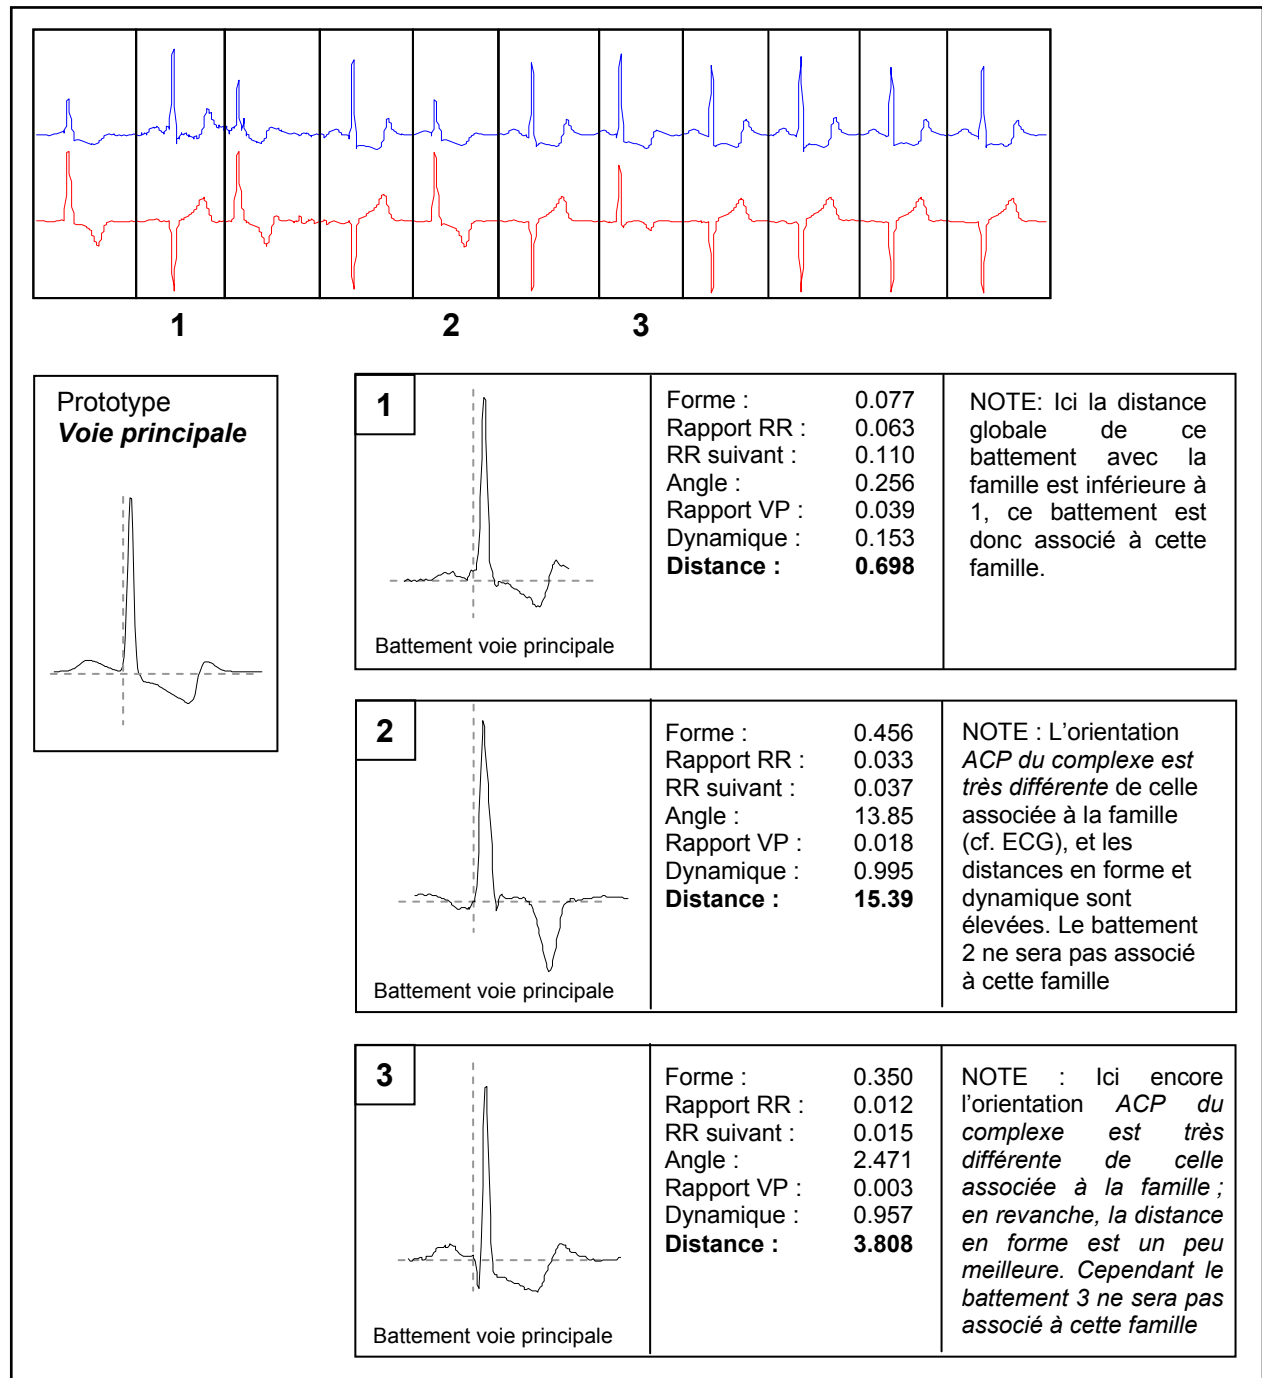 1 2 3
Prototype
Voie principale
1
Battement voie principale
Forme : 0.077
Rapport RR : 0.063
RR suivant : 0.110
Angle : 0.256
Rapport VP : 0.039
Dynamique : 0.153
Distance : 0.698
NOTE: Ici la distance
globale de ce
battement avec la
famille est inférieure à
1, ce battement est
donc associé à cette
famille.
2
Battement voie principale
Forme : 0.456
Rapport RR : 0.033
RR suivant : 0.037
Angle : 13.85
Rapport VP : 0.018
Dynamique : 0.995
Distance : 15.39
NOTE : L'orientation
ACP du complexe est
très différente de celle
associée à la famille
(cf. ECG), et les
distances en forme et
dynamique sont
élevées. Le battement
2 ne sera pas associé
à cette famille
3
Battement voie principale
Forme : 0.350
Rapport RR : 0.012
RR suivant : 0.015
Angle : 2.471
Rapport VP : 0.003
Dynamique : 0.957
Distance : 3.808
NOTE : Ici encore
l'orientation ACP du
complexe est très
différente de celle
associée à la famille ;
en revanche, la distance
en forme est un peu
meilleure. Cependant le
battement 3 ne sera pas
associé à cette famille